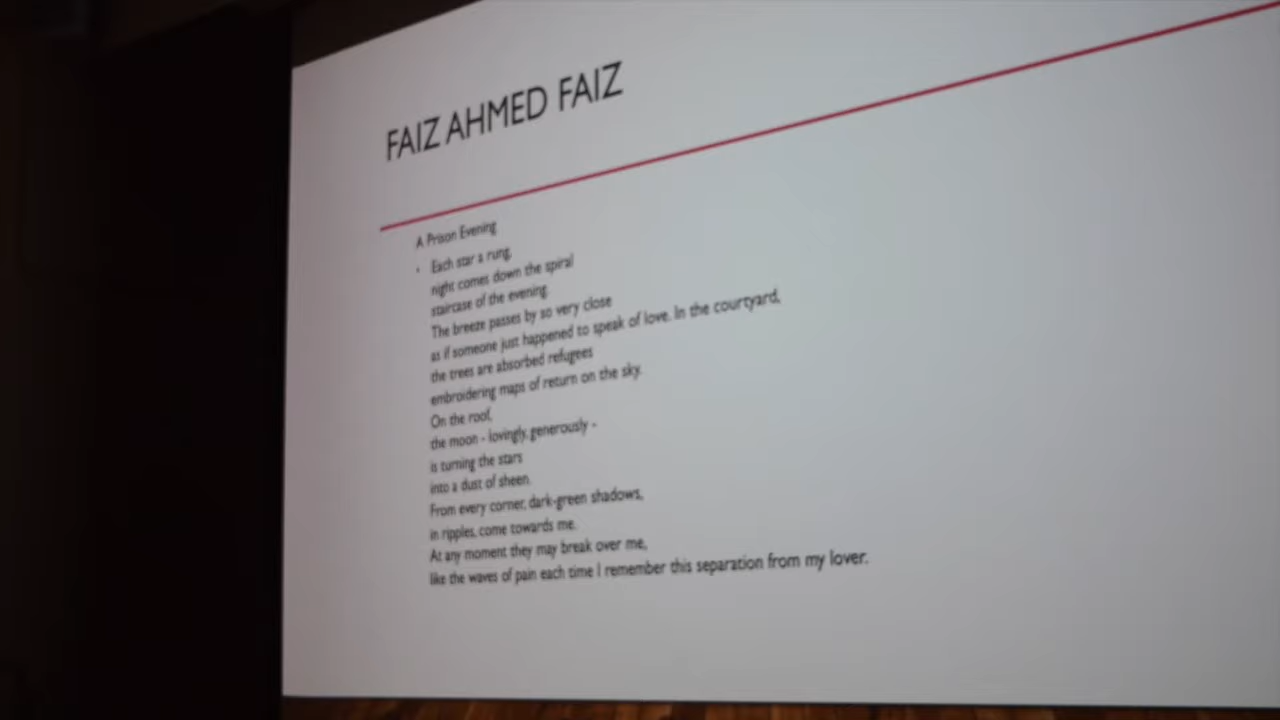 FAIZ AHMED FAIZ
A Prison Evening
• Each star a rung,
night comes down the spiral
staircase of the evening.
The breeze passes by so very close
as if someone just happened to speak of love. In the courtyard,
the trees are absorbed refugees
embroidering maps of return on the sky.
On the roof,
the moon - lovingly, generously -
is turning the stars
into a dust of sheen.
From every corner, dark-green shadows,
in ripples, come towards me.
At any moment they may break over me,
like the waves of pain each time I remember this separation from my lover.